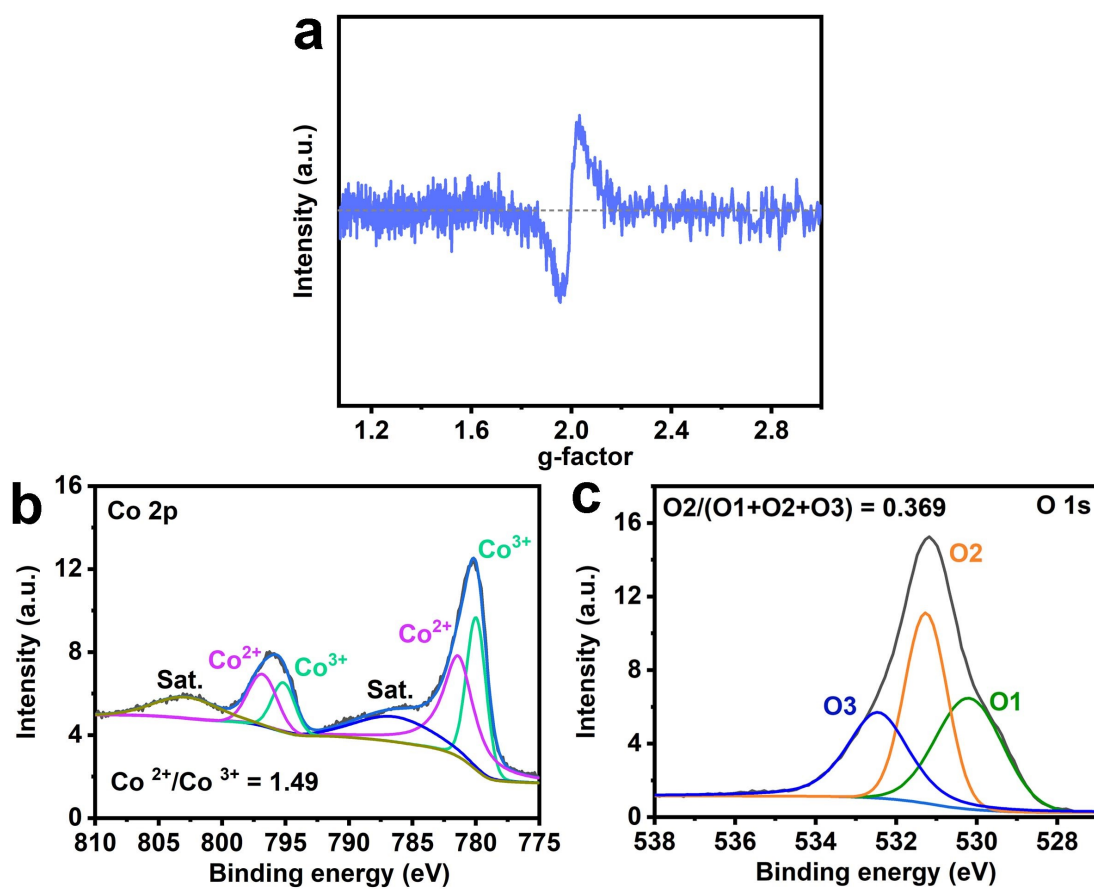 a
Intensity (a.u.)
1.2 1.6 2.0 2.4 2.8
g-factor
b
Co 2p
16
12
8
4
0
Intensity (a.u.)
Sat.
Co²⁺
Co³⁺
Sat.
Co²⁺
Co³⁺
Co ²⁺/Co ³⁺ = 1.49
810 805 800 795 790 785 780 775
Binding energy (eV)
c
O2/(O1+O2+O3) = 0.369
O 1s
16
12
8
4
0
Intensity (a.u.)
O3
O2
O1
538 536 534 532 530 528
Binding energy (eV)